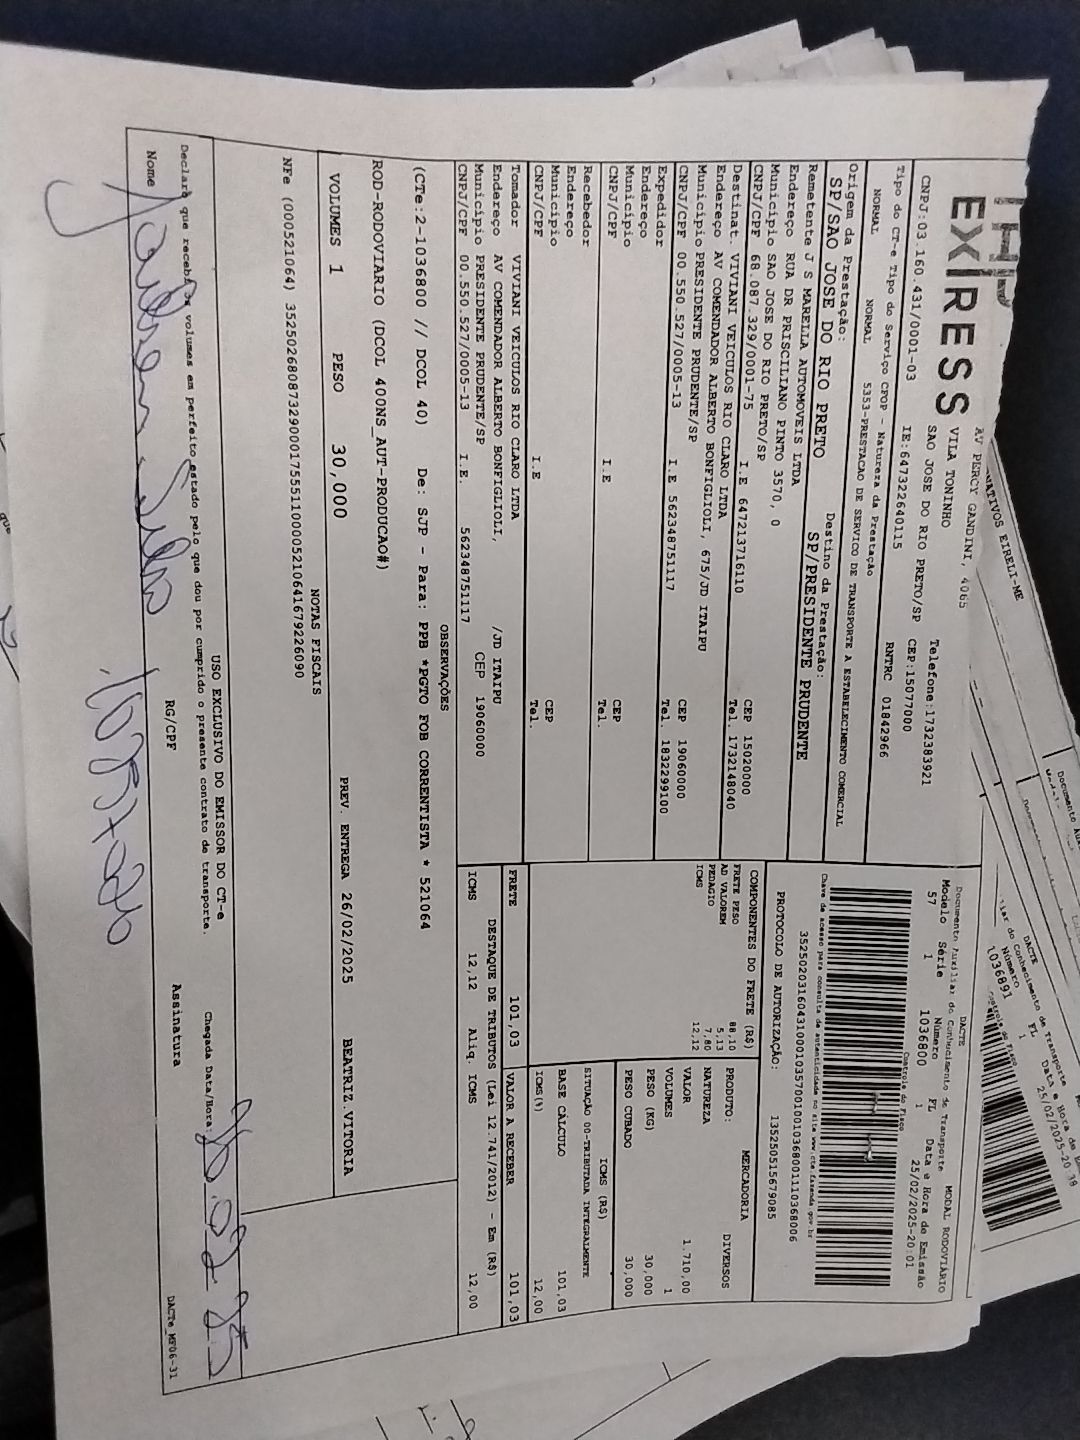 EXPRESS
AV PERCY GANDINI, 4065
VILA TONINHO
SAO JOSE DO RIO PRETO/SP
Telefone:1732383921
CEP:15077000
CNPJ:03.160.431/0001-03 IE:647322640115 RNTRC 01842966
Tipo do CT-e Tipo do Serviço CFOP - Natureza da Prestação
NORMAL NORMAL 5353-PRESTACAO DE SERVICO DE TRANSPORTE A ESTABELECIMENTO COMERCIAL
Origem da Prestação: Destino da Prestação:
SP/SAO JOSE DO RIO PRETO SP/PRESIDENTE PRUDENTE
Remetente J S MARELLA AUTOMOVEIS LTDA
Endereço RUA DR PRISCILIANO PINTO 3570, 0
Município SAO JOSE DO RIO PRETO/SP CEP 15020000
CNPJ/CPF 68.087.329/0001-75 I.E 647213716110 Tel. 1732148040
Destinat. VIVIANI VEICULOS RIO CLARO LTDA
Endereço AV COMENDADOR ALBERTO BONFIGLIOLI, 675/JD ITAIPU
Município PRESIDENTE PRUDENTE/SP CEP 19060000
CNPJ/CPF 00.550.527/0005-13 I.E 562348751117 Tel. 1832299100
Expedidor
Endereço
Município CEP
CNPJ/CPF I.E Tel.
Recebedor
Endereço
Município CEP
CNPJ/CPF I.E Tel.
Tomador VIVIANI VEICULOS RIO CLARO LTDA
Endereço AV COMENDADOR ALBERTO BONFIGLIOLI, /JD ITAIPU
Município PRESIDENTE PRUDENTE/SP CEP 19060000
CNPJ/CPF 00.550.527/0005-13 I.E. 562348751117
DACTE MODAL RODOVIÁRIO
Documento Auxiliar do Conhecimento de Transporte
Modelo Série Número FL Data e Hora de Emissão
57 1 1036800 1 25/02/2025-20:01
Controle do Fisco
Chave de acesso para consulta de autenticidade no site www.cte.fazenda.gov.br
35250203160431000103570010010368001110368006
PROTOCOLO DE AUTORIZAÇÃO: 135250515679085
COMPONENTES DO FRETE (R$)
FRETE PESO 88,10
AD VALOREM 5,13
PEDAGIO 7,80
ICMS 12,12
MERCADORIA
PRODUTO: DIVERSOS
NATUREZA
VALOR 1.710,00
VOLUMES 1
PESO (KG) 30,000
PESO CUBADO 30,000
ICMS (R$)
SITUAÇÃO 00-TRIBUTADA INTEGRALMENTE
BASE CÁLCULO 101,03
ICMS(%) 12,00
FRETE 101,03 VALOR A RECEBER 101,03
DESTAQUE DE TRIBUTOS (Lei 12.741/2012) - Em (R$)
ICMS 12,12 Aliq. ICMS 12,00
OBSERVAÇÕES
(CTe:2-1036800 // DCOL 40) De: SJP - Para: PPB *PGTO FOB CORRENTISTA * 521064
ROD-RODOVIARIO (DCOL 400NS_AUT-PRODUCAO#)
VOLUMES 1 PESO 30,000 PREV. ENTREGA 26/02/2025 BEATRIZ.VITORIA
NOTAS FISCAIS
NFe (000521064) 35250268087329000175551100005210641679226090
USO EXCLUSIVO DO EMISSOR DO CT-e
Declaro que recebi os volumes em perfeito estado pelo que dou por cumprido o presente contrato de transporte. Chegada Data/Hora:
Nome RG/CPF Assinatura
DACTe_MF06-31
NATIVOS EIRELI-ME
DACTE
Número FL Data e Hora de
1036891 1 25/02/2025-20:38